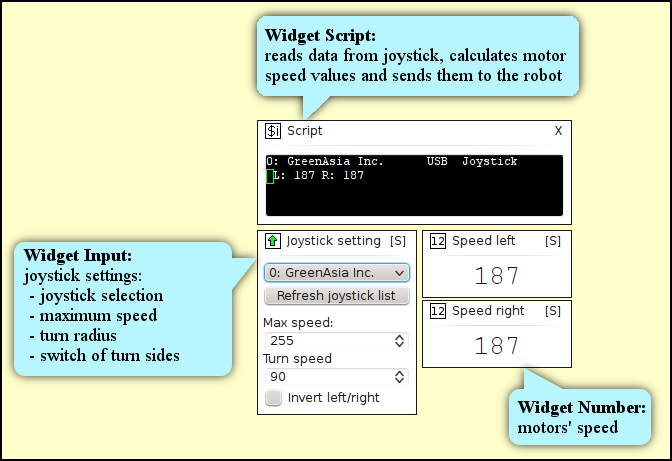 Widget Script:
reads data from joystick, calculates motor
speed values and sends them to the robot
$i Script X
0: GreenAsia Inc. USB Joystick
L: 187 R: 187
Widget Input:
joystick settings:
- joystick selection
- maximum speed
- turn radius
- switch of turn sides
Joystick setting [S]
0: GreenAsia Inc.
Refresh joystick list
Max speed:
255
Turn speed
90
Invert left/right
12 Speed left [S]
187
12 Speed right [S]
187
Widget Number:
motors' speed